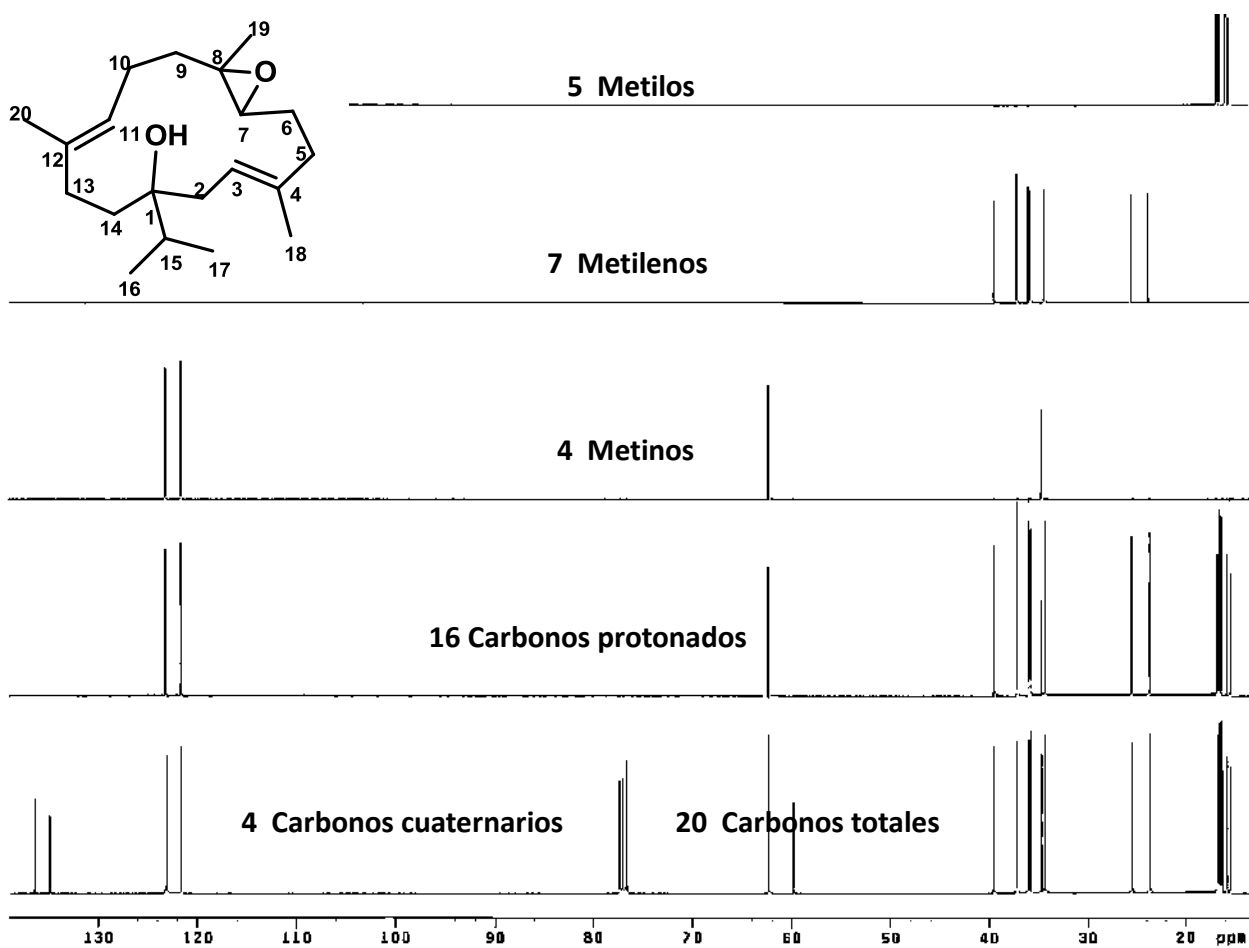 19
10
9
8
O
20
11
OH
7
6
12
5
13
2
3
4
14
1
15
17
18
16
5 Metilos
7 Metilenos
4 Metinos
16 Carbonos protonados
4 Carbonos cuaternarios
20 Carbonos totales
130 120 110 100 90 80 70 60 50 40 30 20 ppm